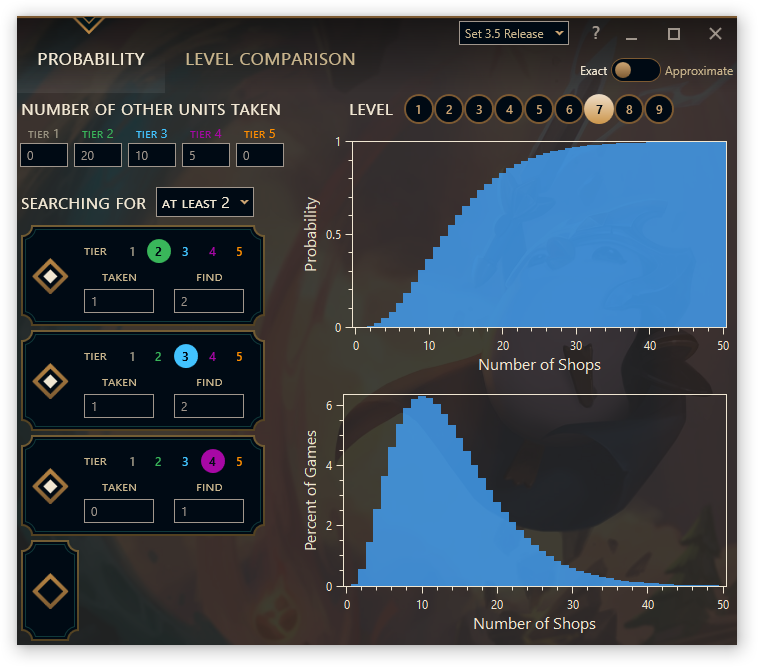 Set 3.5 Release ?
PROBABILITY LEVEL COMPARISON
Exact Approximate
NUMBER OF OTHER UNITS TAKEN
TIER 1 TIER 2 TIER 3 TIER 4 TIER 5
0 20 10 5 0
LEVEL 1 2 3 4 5 6 7 8 9
SEARCHING FOR AT LEAST 2
TIER 1 2 3 4 5
TAKEN FIND
1 2
TIER 1 2 3 4 5
TAKEN FIND
1 2
TIER 1 2 3 4 5
TAKEN FIND
0 1
Probability
1
0.5
0
0 10 20 30 40 50
Number of Shops
Percent of Games
6
4
2
0
0 10 20 30 40 50
Number of Shops